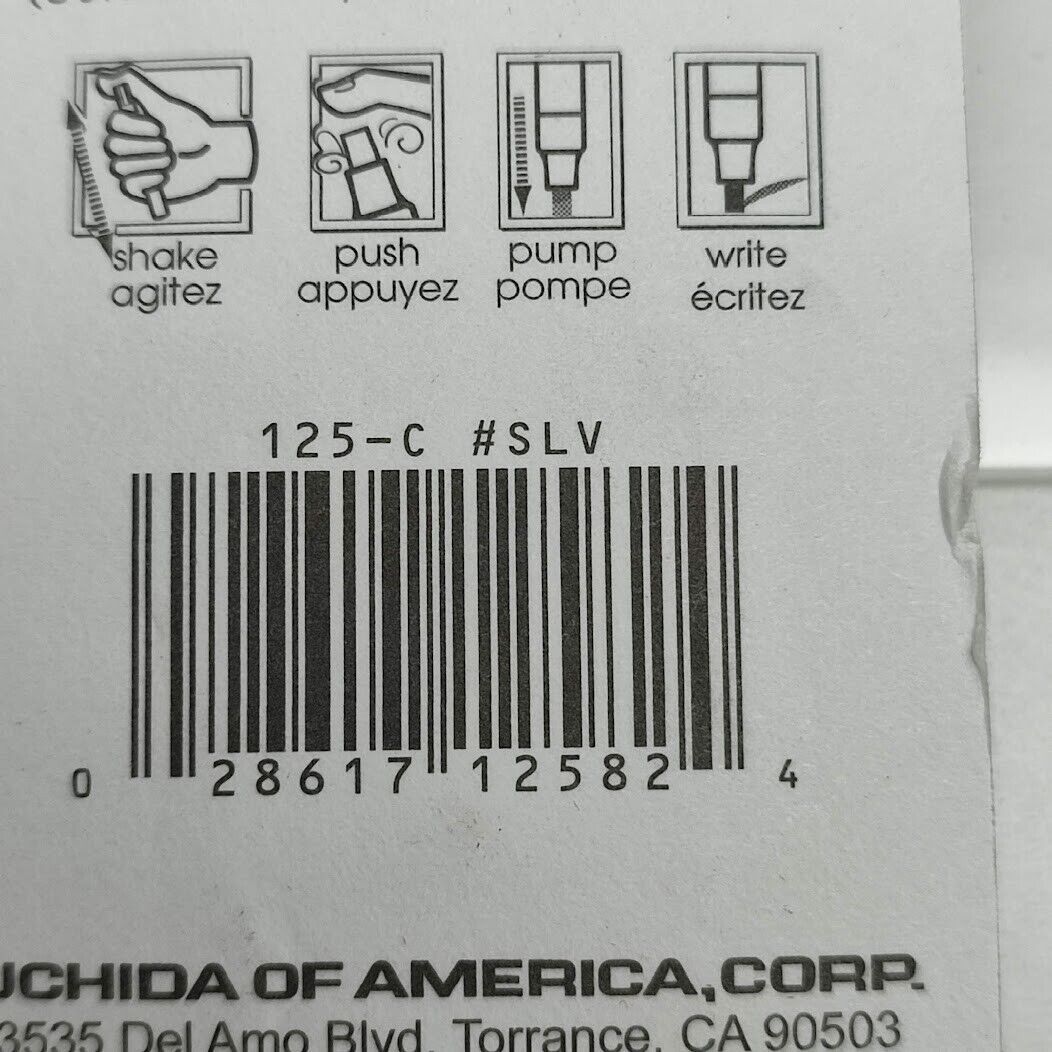 shake push pump write
agitez appuyez pompe écritez
125-C #SLV
0 28617 12582 4
UCHIDA OF AMERICA, CORP.
3535 Del Amo Blvd. Torrance, CA 90503